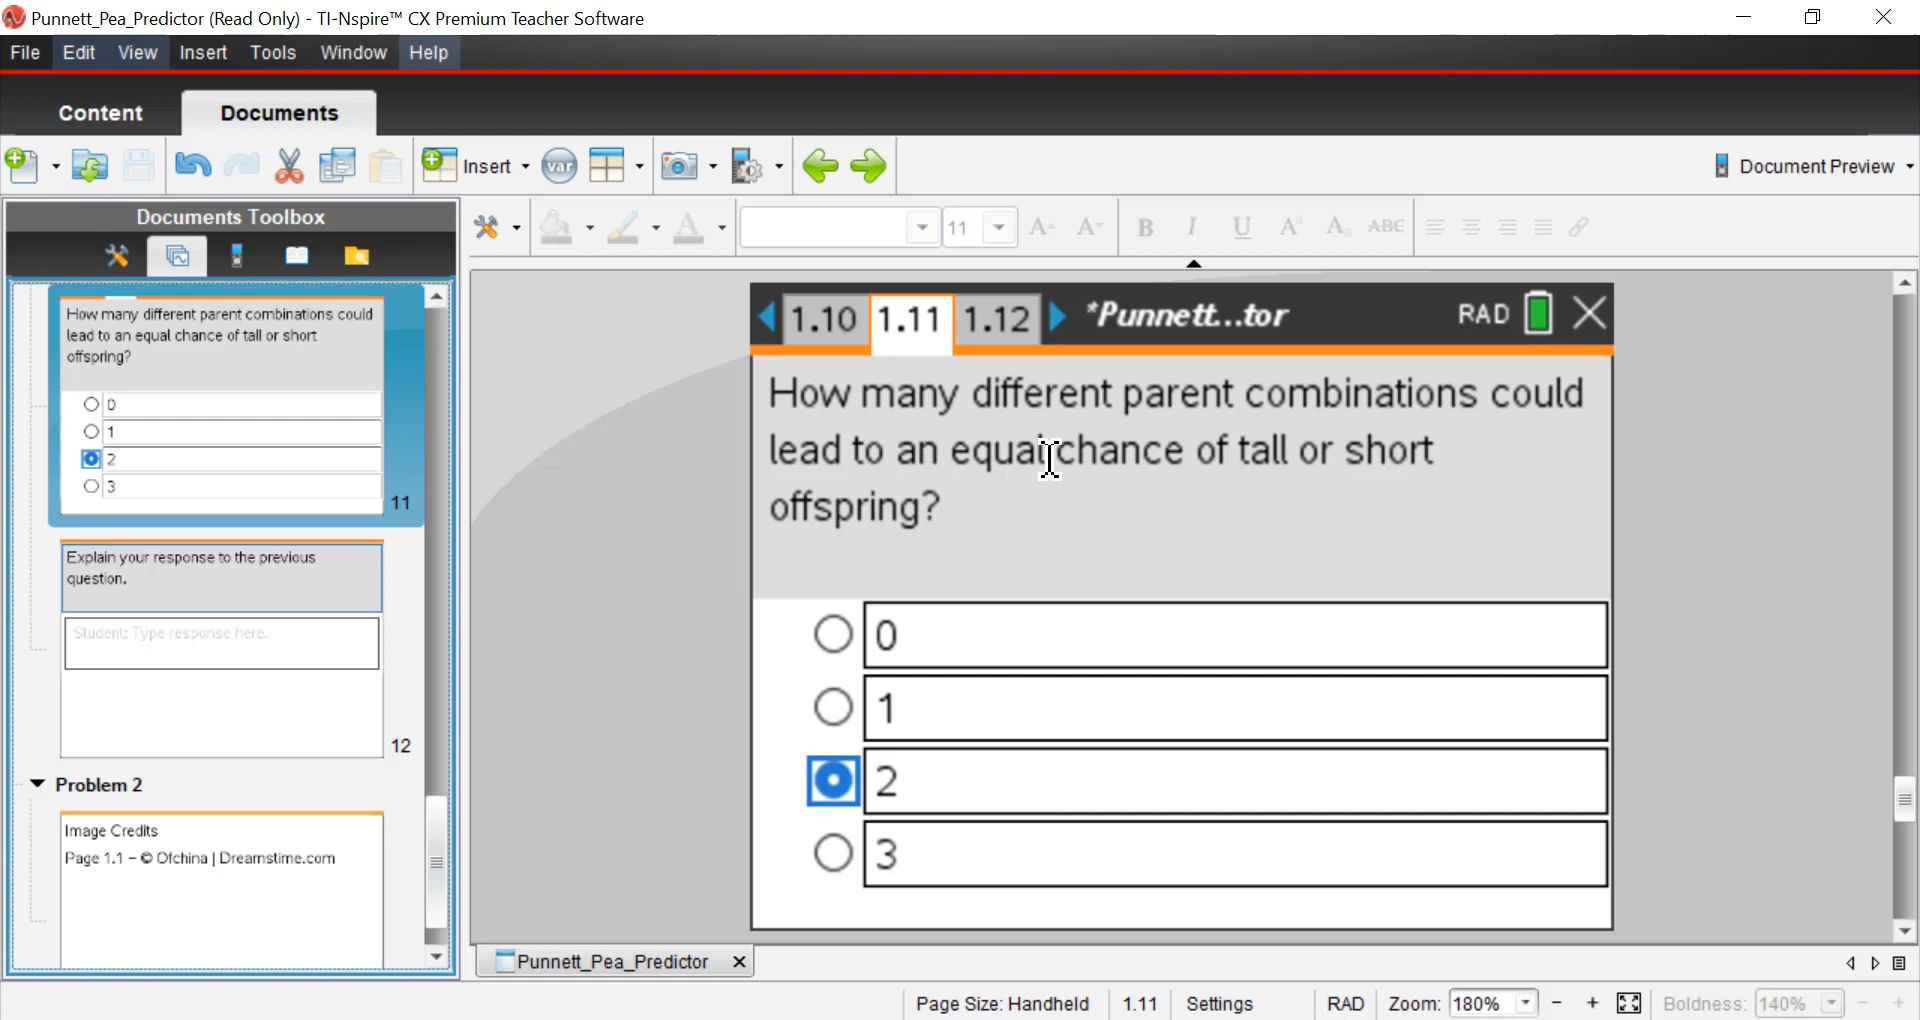 Punnett_Pea_Predictor (Read Only) - TI-Nspire™ CX Premium Teacher Software
File Edit View Insert Tools Window Help
Content Documents
Insert var Document Preview
Documents Toolbox
11 B I U A A ABC
How many different parent combinations could
lead to an equal chance of tall or short
offspring?
0
1
2
3
11
Explain your response to the previous
question.
Student: Type response here.
12
Problem 2
Image Credits
Page 1.1 – © Ofchina | Dreamstime.com
1.10 1.11 1.12 *Punnett...tor RAD
How many different parent combinations could
lead to an equal chance of tall or short
offspring?
0
1
2
3
Punnett_Pea_Predictor
Page Size: Handheld 1.11 Settings RAD Zoom: 180% - + Boldness: 140% - +